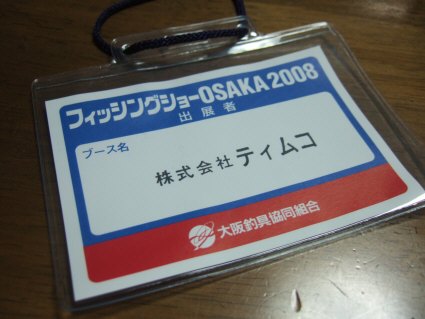 フィッシングショーOSAKA2008
出展者
ブース名
株式会社 ティムコ
大阪釣具協同組合